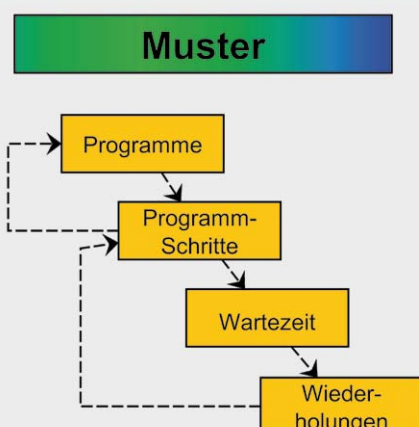 Muster
Programme
Programm-
Schritte
Wartezeit
Wieder-
holungen